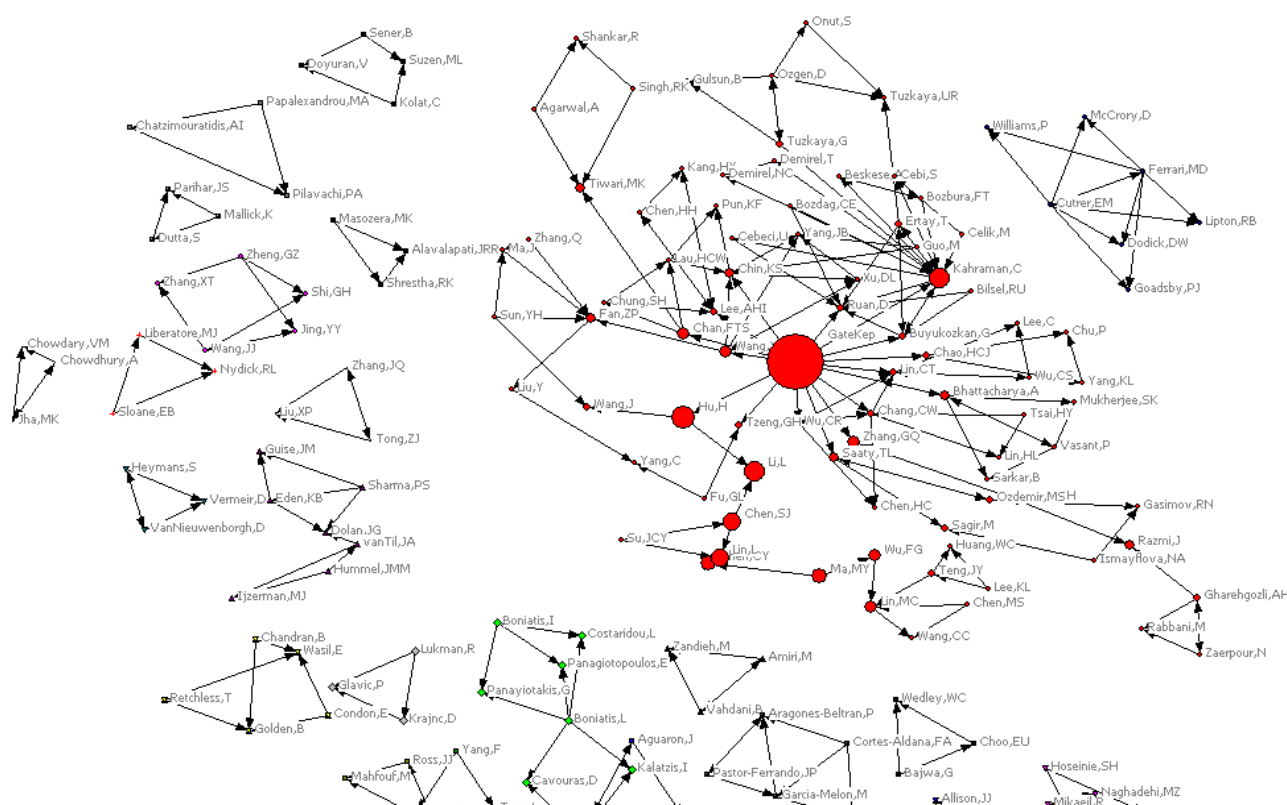 Onut,S
Sener,B
Shankar,R
Doyuran,V
Suzen,ML
Gulsun,B
Ozgen,D
Singh,RK
Tuzkaya,UR
Papalexandrou,MA
Kolat,C
Agarwal,A
McCrory,D
Chatzimouratidis,AI
Williams,P
Tuzkaya,G
Demirel,T
Kang,HY
Demirel,NC
Beskese,A
Cebi,S
Ferrari,MD
Parihar,JS
Pilavachi,PA
Tiwari,MK
Bozbura,FT
Cutrer,EM
Mallick,K
Masozera,MK
Chen,HH
Pun,KF
Bozdag,CE
Ertay,T
Lipton,RB
Dutta,S
Zhang,Q
Cebeci,U
Yang,JB
Celik,M
Dodick,DW
Alavalapati,JRR
Ma,J
Guo,M
Zheng,GZ
Lau,HCW
Chin,KS
Kahraman,C
Zhang,XT
Shrestha,RK
Xu,DL
Goadsby,PJ
Shi,GH
Chung,SH
Lee,AHI
Ruan,D
Bilsel,RU
Sun,YH
Fan,ZP
Liberatore,MJ
Jing,YY
Chan,FTS
GateKep
Buyukozkan,G
Lee,C
Chu,P
Chowdary,VM
Wang,JJ
Chowdhury,A
Chao,HCJ
Nydick,RL
Zhang,JQ
Lin,CT
Wu,CS
Yang,KL
Liu,Y
Bhattacharya,A
Mukherjee,SK
Jha,MK
Sloane,EB
Liu,XP
Wang,J
Hu,H
Tzeng,GH
Wu,CR
Chang,CW
Tsai,HY
Tong,ZJ
Zhang,GQ
Vasant,P
Guise,JM
Saaty,TL
Lin,HL
Heymans,S
Yang,C
Li,L
Sarkar,B
Sharma,PS
Vermeir,D
Eden,KB
Fu,GL
Ozdemir,MSH
Chen,HC
Gasimov,RN
VanNieuwenborgh,D
Dolan,JG
Chen,SJ
Sagir,M
vanTil,JA
Su,JCY
Lin,L
Wu,FG
Huang,WC
Razmi,J
Hummel,JMM
Ma,MY
Teng,JY
Lee,KL
Ijzerman,MJ
Lin,MC
Chen,MS
Gharehgozli,AH
Boniatis,I
Rabbani,M
Chandran,B
Costaridou,L
Wang,CC
Wasil,E
Lukman,R
Zandieh,M
Amiri,M
Zaerpour,N
Panagiotopoulos,E
Glavic,P
Retchless,T
Panayiotakis,G
Wedley,WC
Condon,E
Krajnc,D
Vahdani,B
Aragones-Beltran,P
Golden,B
Boniatis,L
Aguaron,J
Cortes-Aldana,FA
Choo,EU
Yang,F
Ross,JJ
Kalatzis,I
Hoseinie,SH
Mahfouf,M
Cavouras,D
Pastor-Ferrando,JP
Bajwa,G
Garcia-Melon,M
Naghadehi,MZ
Allison,JJ
Mikaeil,R